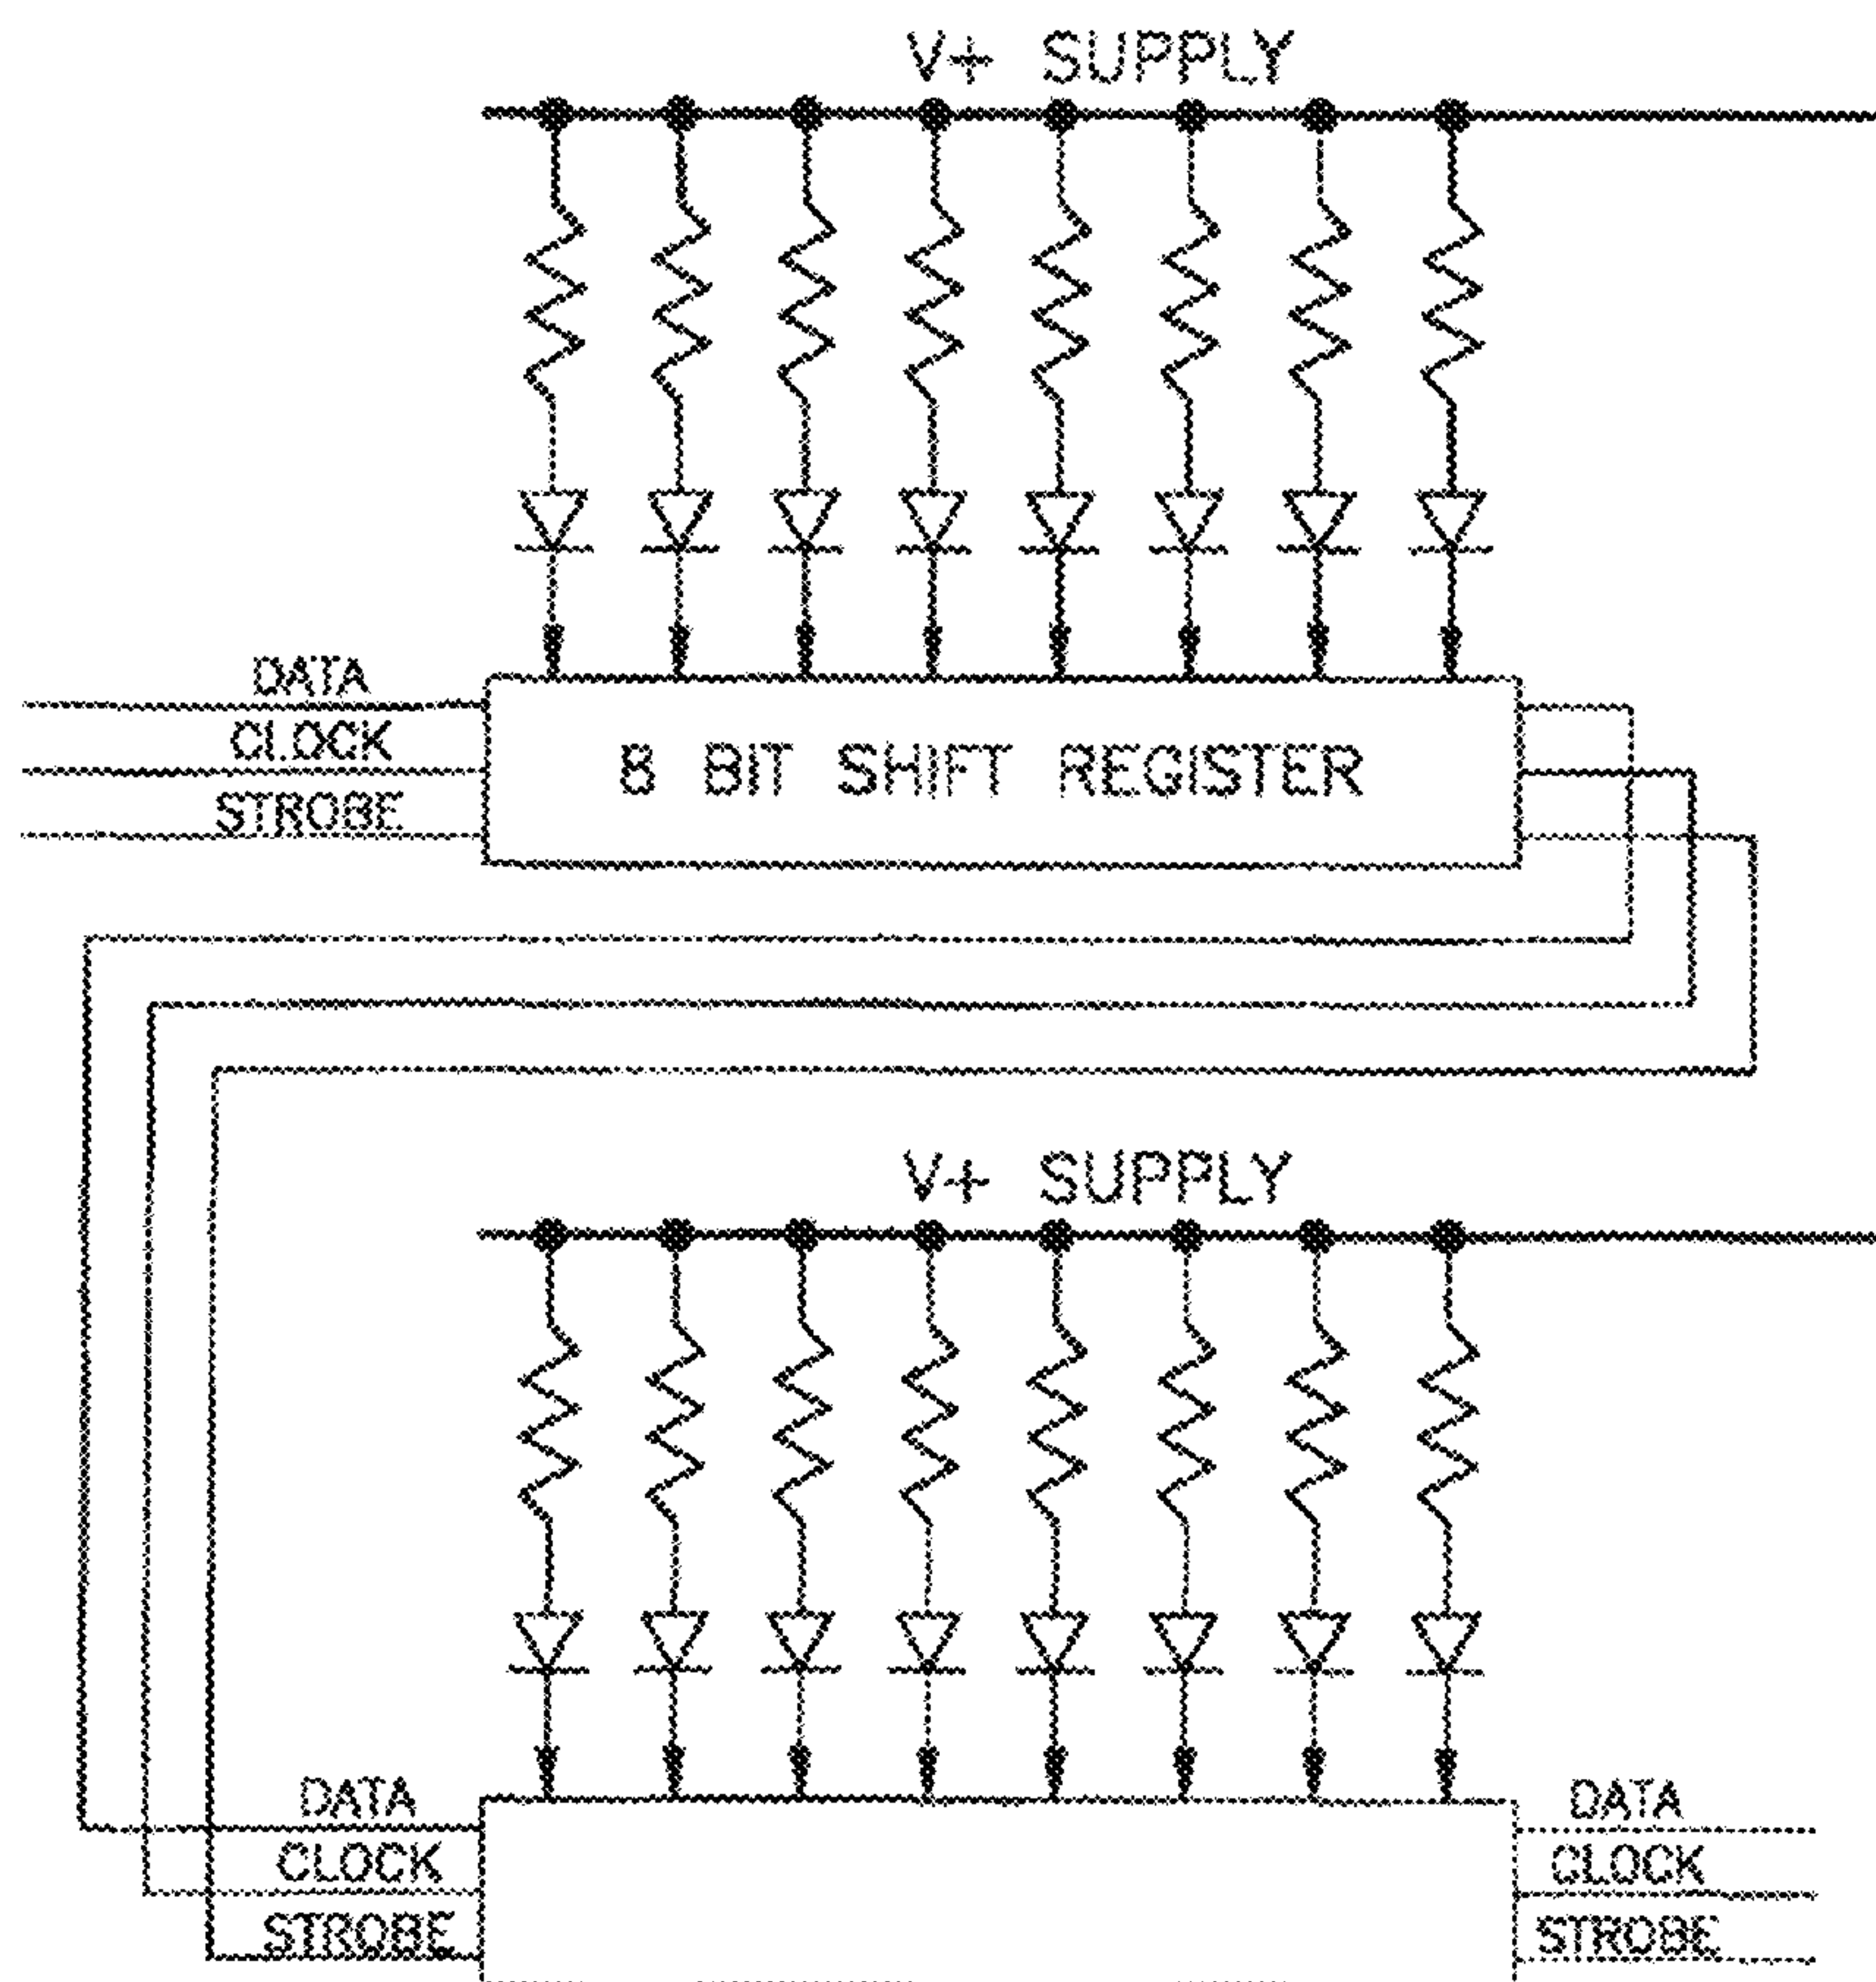 V+ SUPPLY
DATA
CLOCK
STROBE
8 BIT SHIFT REGISTER
V+ SUPPLY
DATA
CLOCK
STROBE
DATA
CLOCK
STROBE